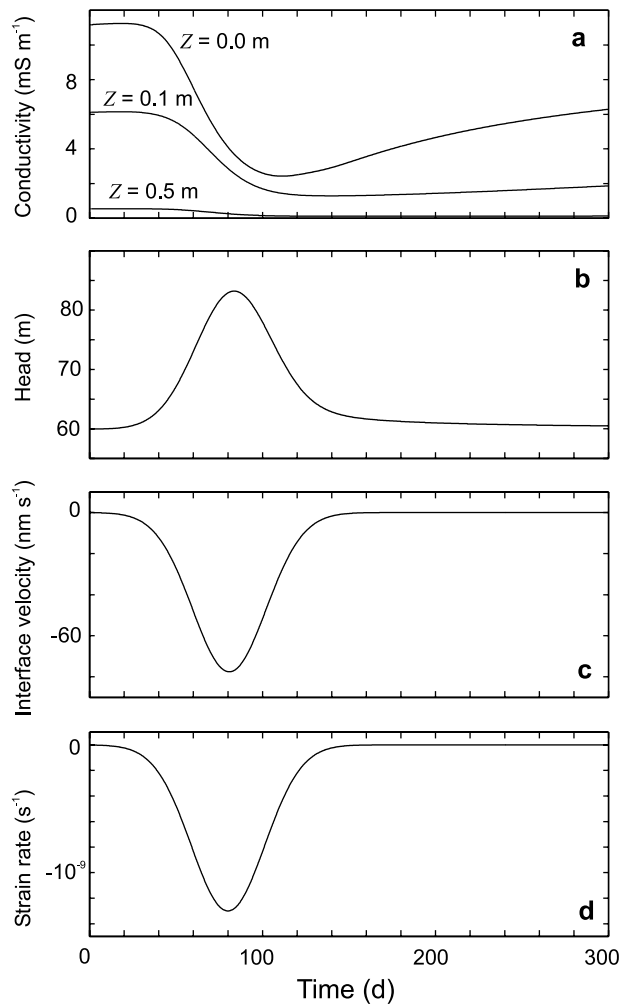 Conductivity (mS m⁻¹)
8
4
0
Z = 0.0 m
Z = 0.1 m
Z = 0.5 m
a
Head (m)
80
70
60
b
Interface velocity (nm s⁻¹)
0
-60
c
Strain rate (s⁻¹)
0
-10⁻⁹
d
0 100 200 300
Time (d)